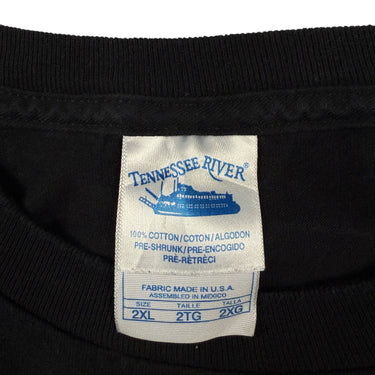 TENNESSEE RIVER®
100% COTTON/COTON/ALGODON
PRE-SHRUNK/PRE-ENCOGIDO
PRÉ-RÉTRÉCI
FABRIC MADE IN U.S.A.
ASSEMBLED IN MEXICO
SIZE TAILLE TALLA
2XL 2TG 2XG